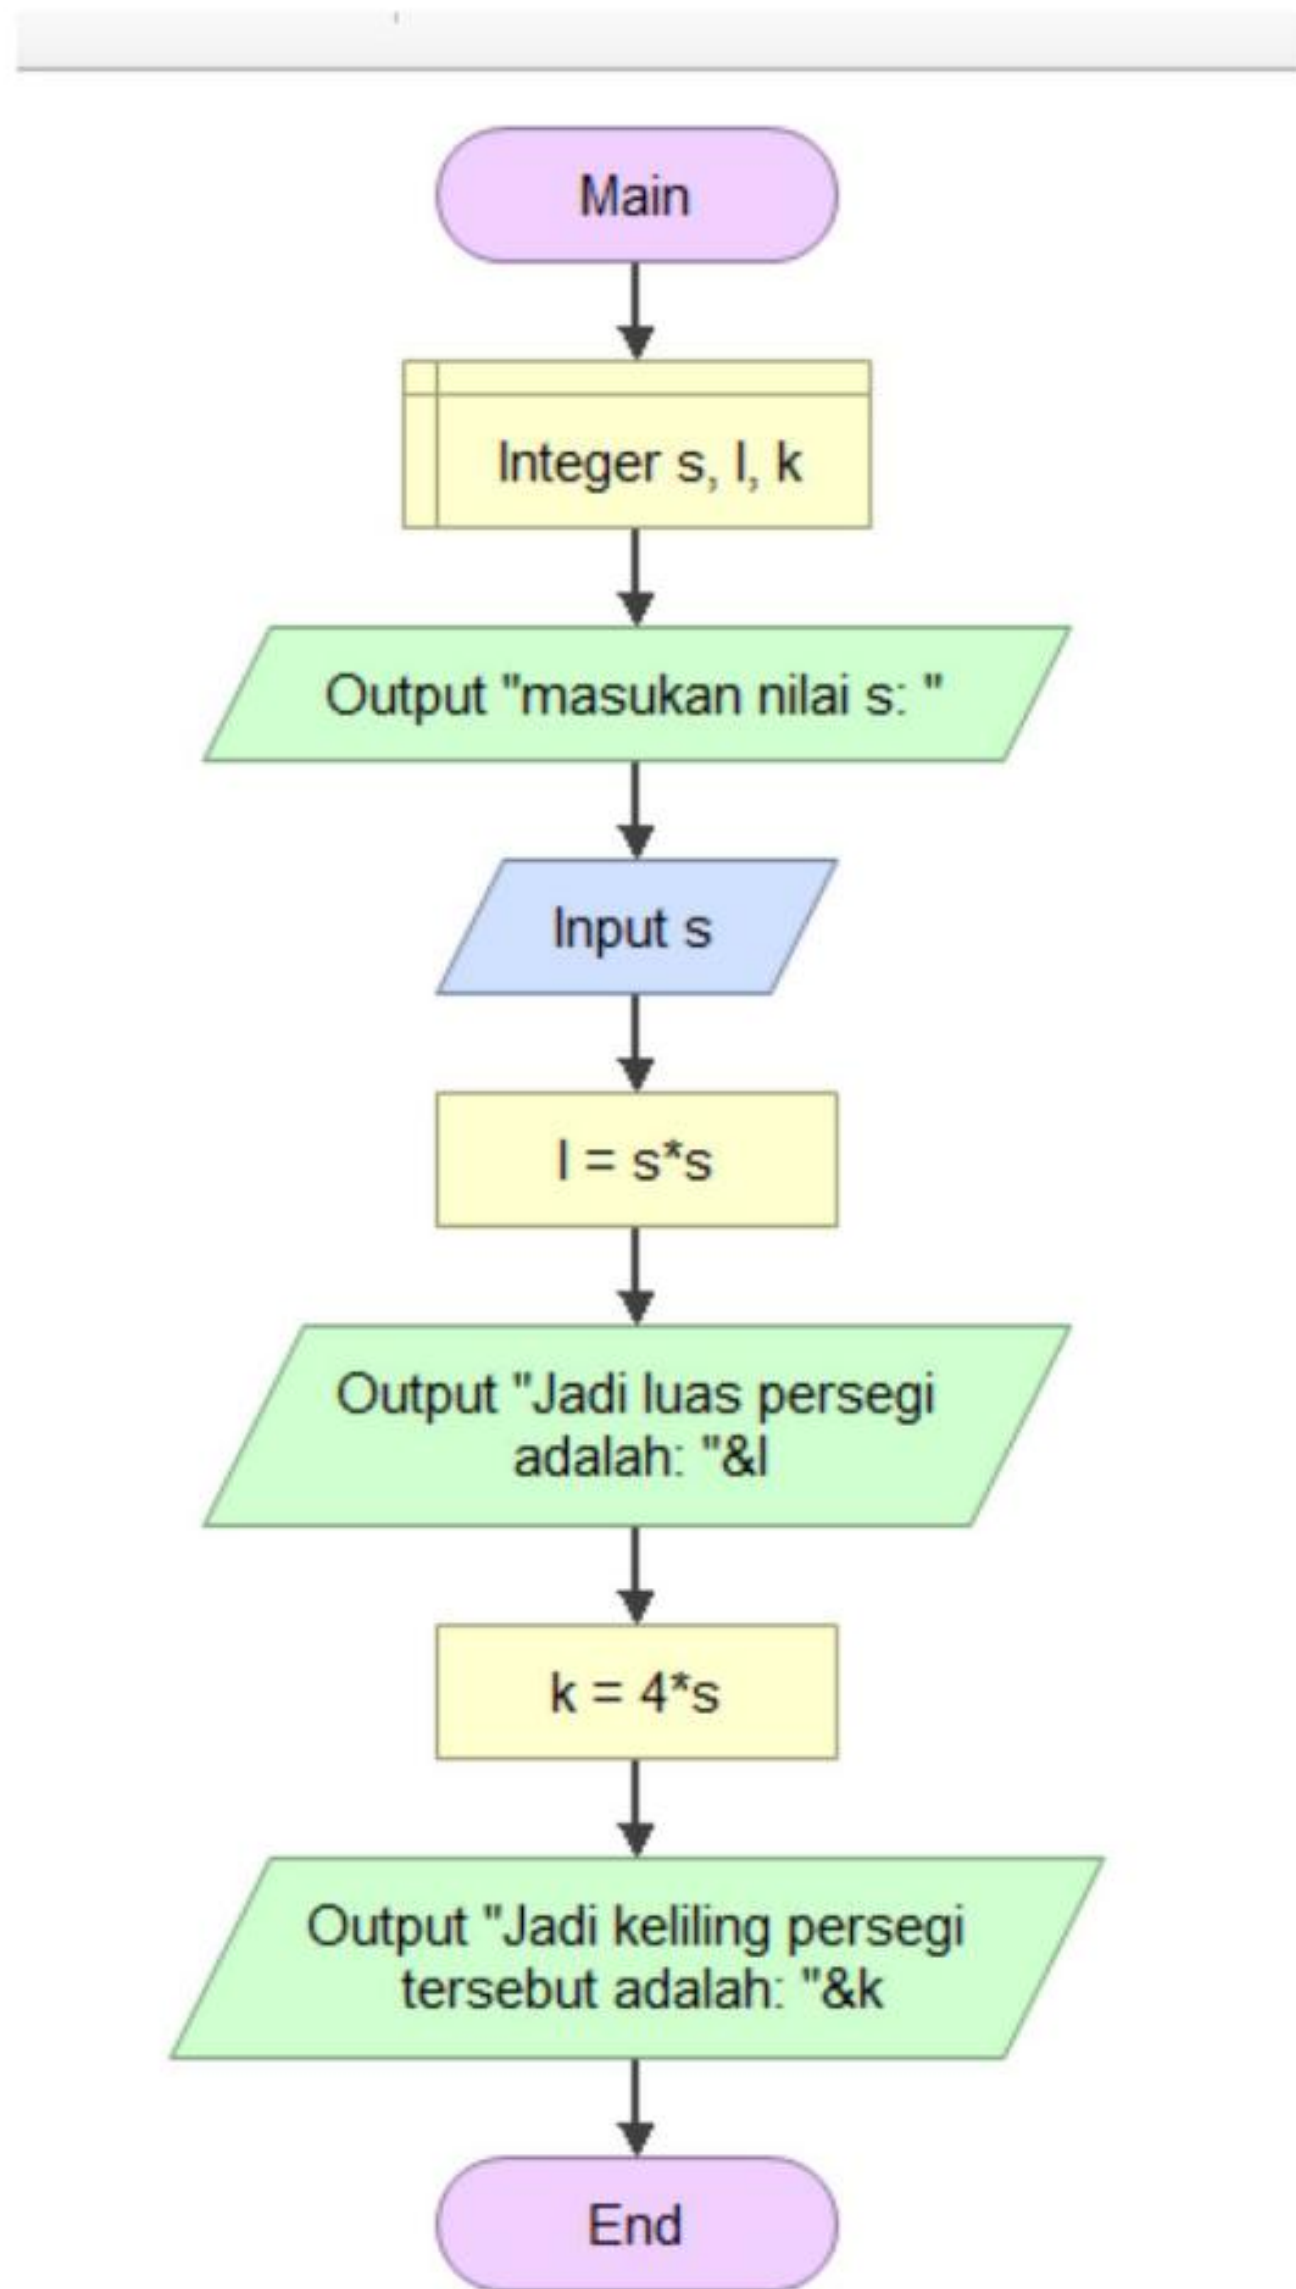 Main
Integer s, l, k
Output "masukan nilai s: "
Input s
l = s*s
Output "Jadi luas persegi
adalah: "&l
k = 4*s
Output "Jadi keliling persegi
tersebut adalah: "&k
End